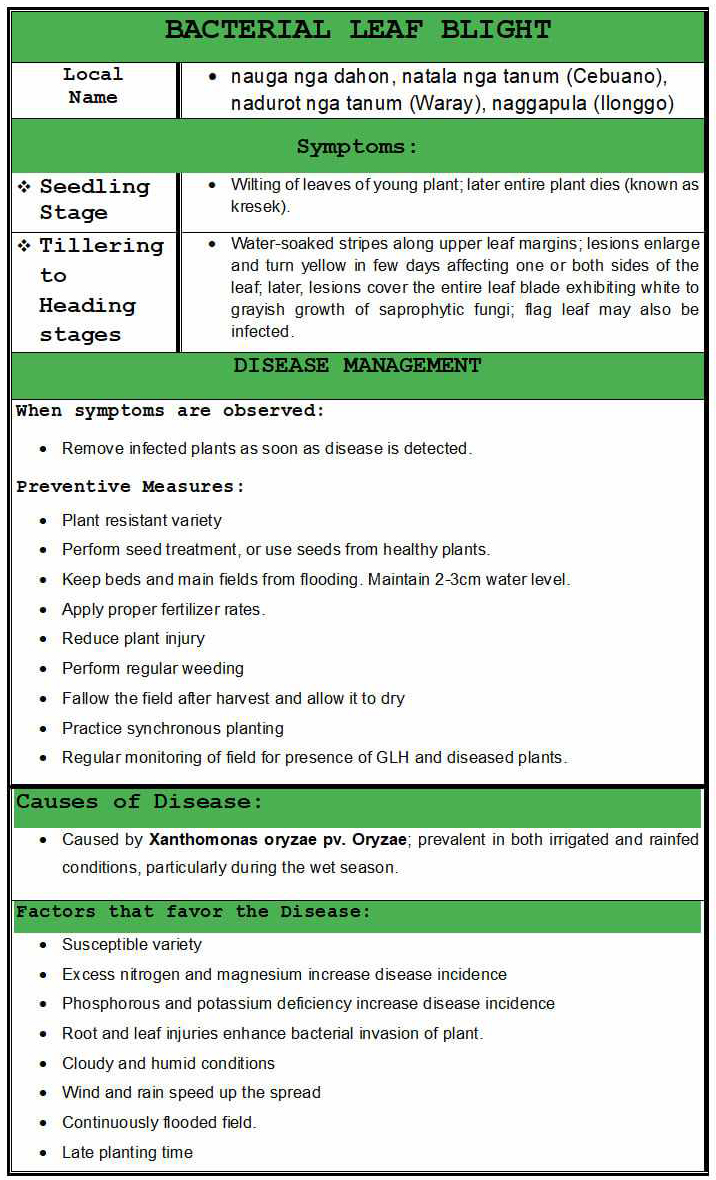 BACTERIAL LEAF BLIGHT
Local
Name
• nauga nga dahon, natala nga tanum (Cebuano),
nadurot nga tanum (Waray), naggapula (Ilonggo)
Symptoms:
❖ Seedling
Stage
• Wilting of leaves of young plant; later entire plant dies (known as
kresek).
❖ Tillering
to
Heading
stages
• Water-soaked stripes along upper leaf margins; lesions enlarge
and turn yellow in few days affecting one or both sides of the
leaf; later, lesions cover the entire leaf blade exhibiting white to
grayish growth of saprophytic fungi; flag leaf may also be
infected.
DISEASE MANAGEMENT
When symptoms are observed:
• Remove infected plants as soon as disease is detected.
Preventive Measures:
• Plant resistant variety
• Perform seed treatment, or use seeds from healthy plants.
• Keep beds and main fields from flooding. Maintain 2-3cm water level.
• Apply proper fertilizer rates.
• Reduce plant injury
• Perform regular weeding
• Fallow the field after harvest and allow it to dry
• Practice synchronous planting
• Regular monitoring of field for presence of GLH and diseased plants.
Causes of Disease:
• Caused by Xanthomonas oryzae pv. Oryzae; prevalent in both irrigated and rainfed
conditions, particularly during the wet season.
Factors that favor the Disease:
• Susceptible variety
• Excess nitrogen and magnesium increase disease incidence
• Phosphorous and potassium deficiency increase disease incidence
• Root and leaf injuries enhance bacterial invasion of plant.
• Cloudy and humid conditions
• Wind and rain speed up the spread
• Continuously flooded field.
• Late planting time